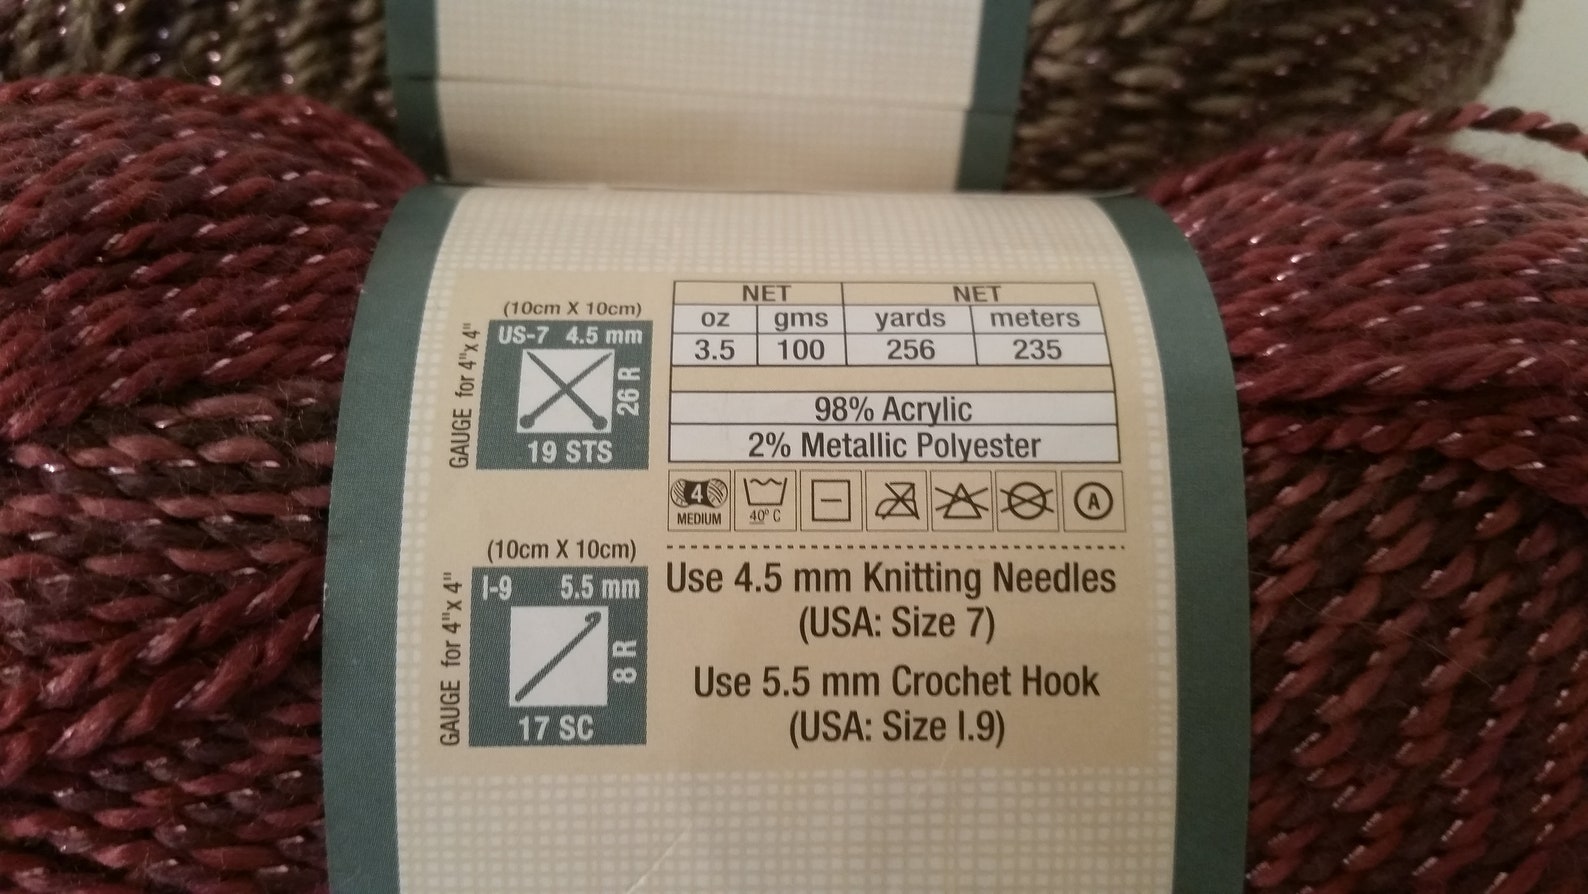 (10cm X 10cm)
GAUGE for 4"x 4"
US-7 4.5 mm
26 R
19 STS
NET NET
oz gms yards meters
3.5 100 256 235
98% Acrylic
2% Metallic Polyester
4
MEDIUM
40° C
A
(10cm X 10cm)
GAUGE for 4"x 4"
I-9 5.5 mm
8 R
17 SC
Use 4.5 mm Knitting Needles
(USA: Size 7)
Use 5.5 mm Crochet Hook
(USA: Size I.9)